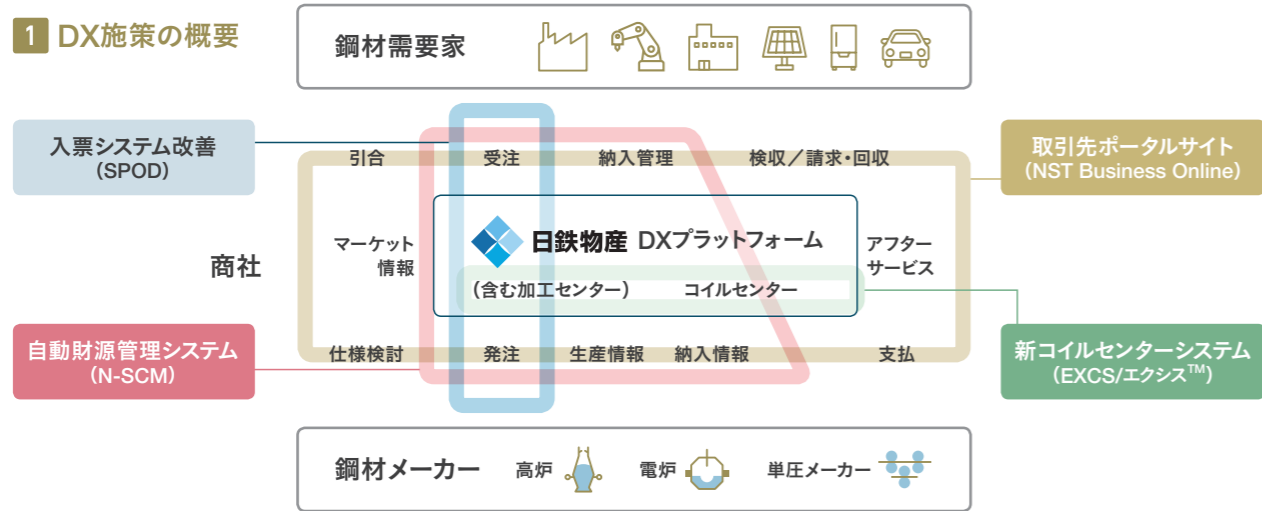 1 DX施策の概要
鋼材需要家
入票システム改善
(SPOD)
取引先ポータルサイト
(NST Business Online)
引合 受注 納入管理 検収／請求・回収
商社
マーケット
情報
日鉄物産 DXプラットフォーム
(含む加工センター) コイルセンター
アフター
サービス
仕様検討 発注 生産情報 納入情報 支払
自動財源管理システム
(N-SCM)
新コイルセンターシステム
(EXCS/エクシス™)
鋼材メーカー 高炉 電炉 単圧メーカー